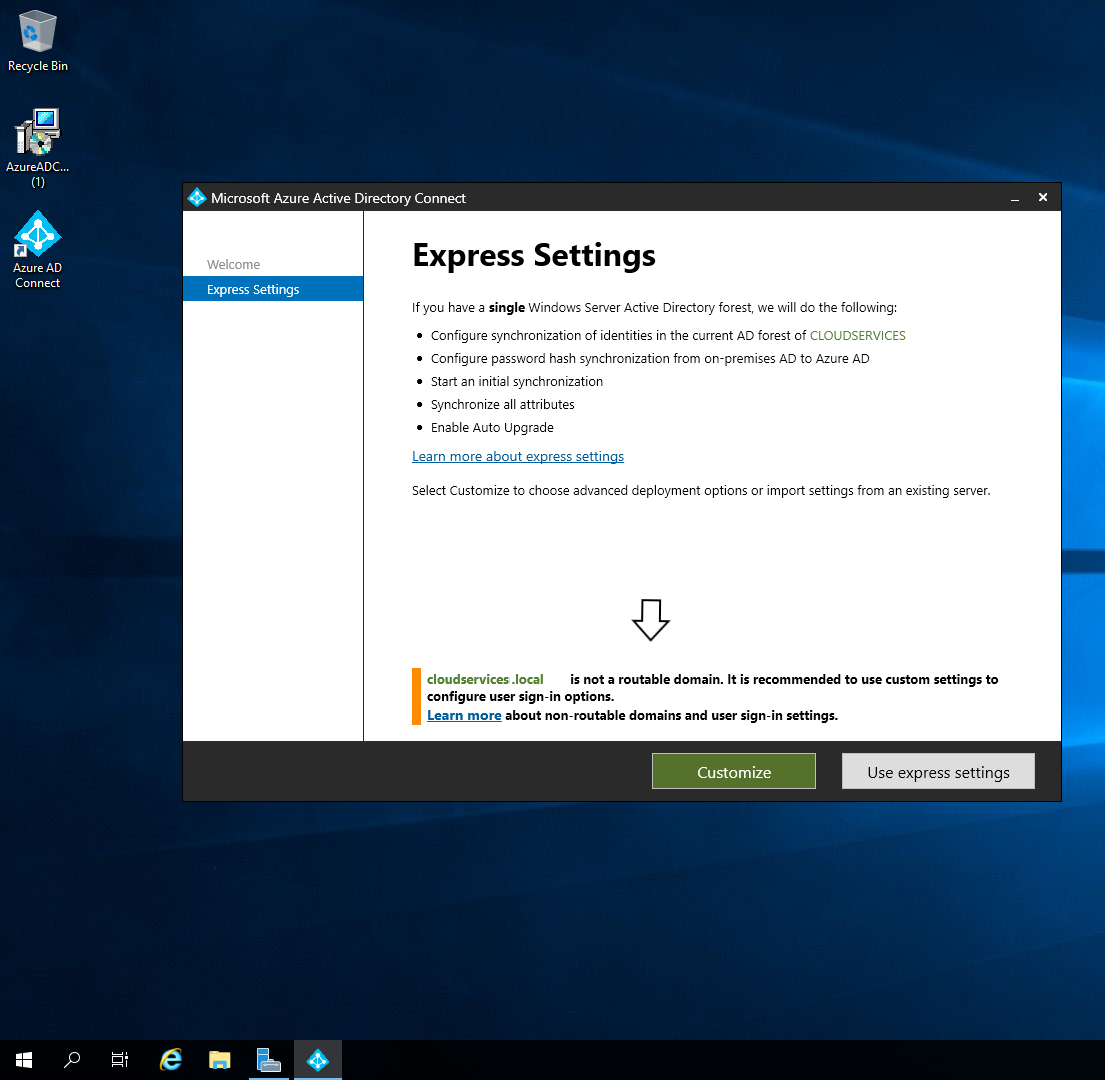 Recycle Bin
AzureADC...
(1)
Azure AD
Connect
Microsoft Azure Active Directory Connect
Welcome
Express Settings
Express Settings
If you have a single Windows Server Active Directory forest, we will do the following:
• Configure synchronization of identities in the current AD forest of CLOUDSERVICES
• Configure password hash synchronization from on-premises AD to Azure AD
• Start an initial synchronization
• Synchronize all attributes
• Enable Auto Upgrade
Learn more about express settings
Select Customize to choose advanced deployment options or import settings from an existing server.
cloudservices.local is not a routable domain. It is recommended to use custom settings to
configure user sign-in options.
Learn more about non-routable domains and user sign-in settings.
Customize
Use express settings